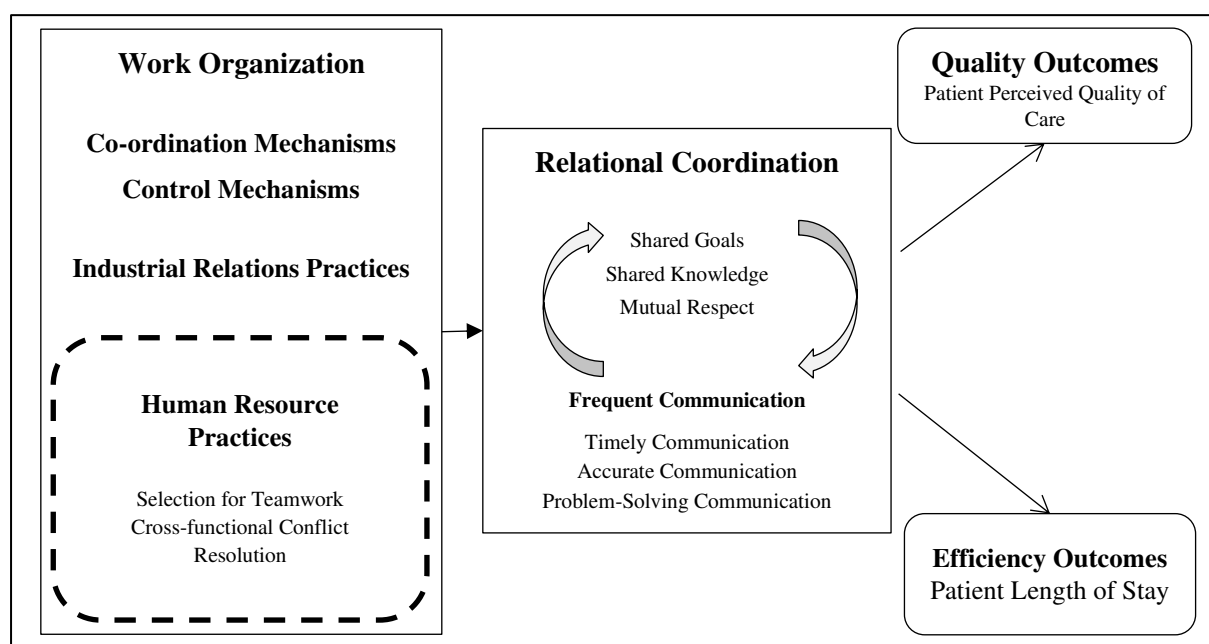 Work Organization
Co-ordination Mechanisms
Control Mechanisms
Industrial Relations Practices
Human Resource
Practices
Selection for Teamwork
Cross-functional Conflict
Resolution
Relational Coordination
Shared Goals
Shared Knowledge
Mutual Respect
Frequent Communication
Timely Communication
Accurate Communication
Problem-Solving Communication
Quality Outcomes
Patient Perceived Quality of
Care
Efficiency Outcomes
Patient Length of Stay